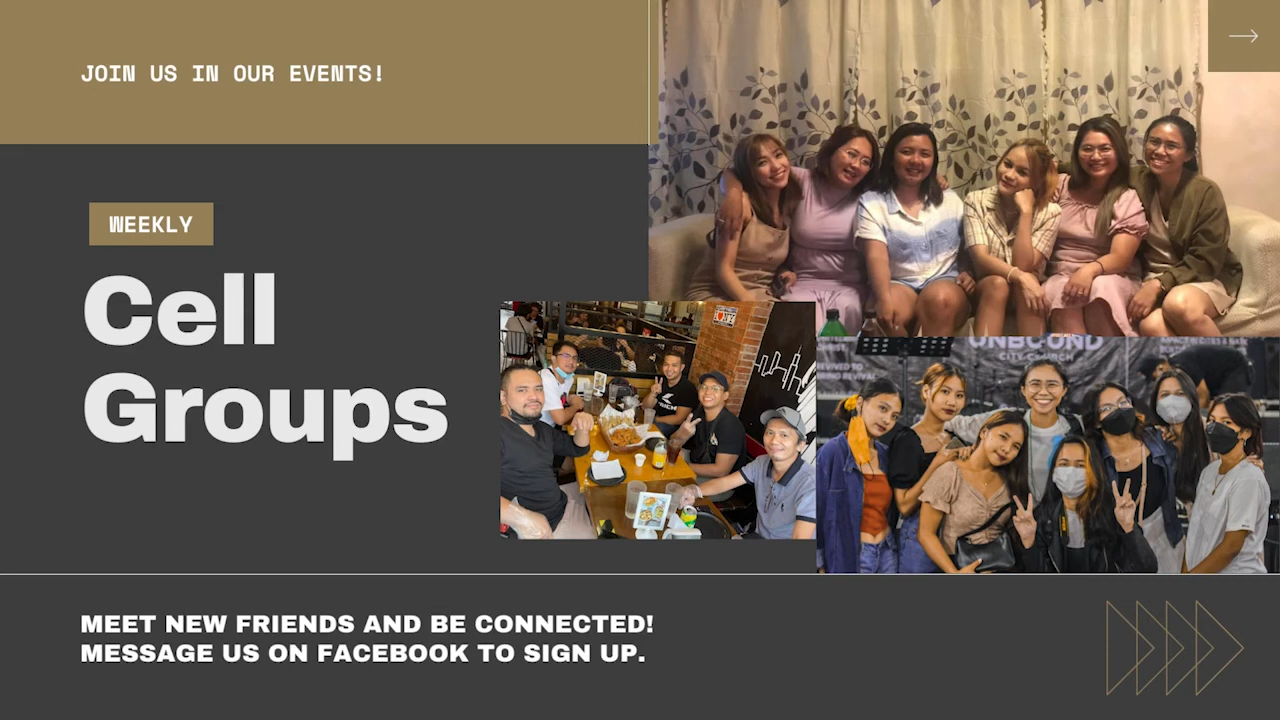 JOIN US IN OUR EVENTS!
WEEKLY
Cell
Groups
UNBOUND
CITY CHURCH
MEET NEW FRIENDS AND BE CONNECTED!
MESSAGE US ON FACEBOOK TO SIGN UP.